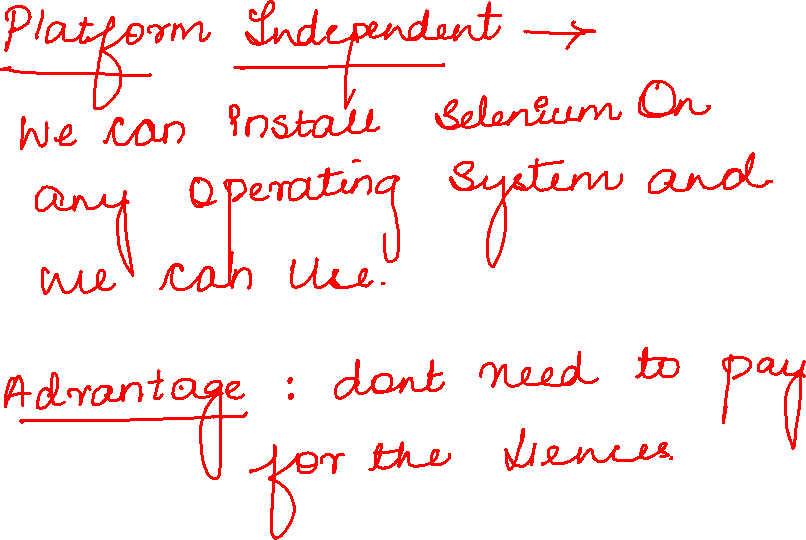 Platform Independent →
We can install Selenium On
any Operating System and
we can use.
Advantage : dont need to pay
for the liences.